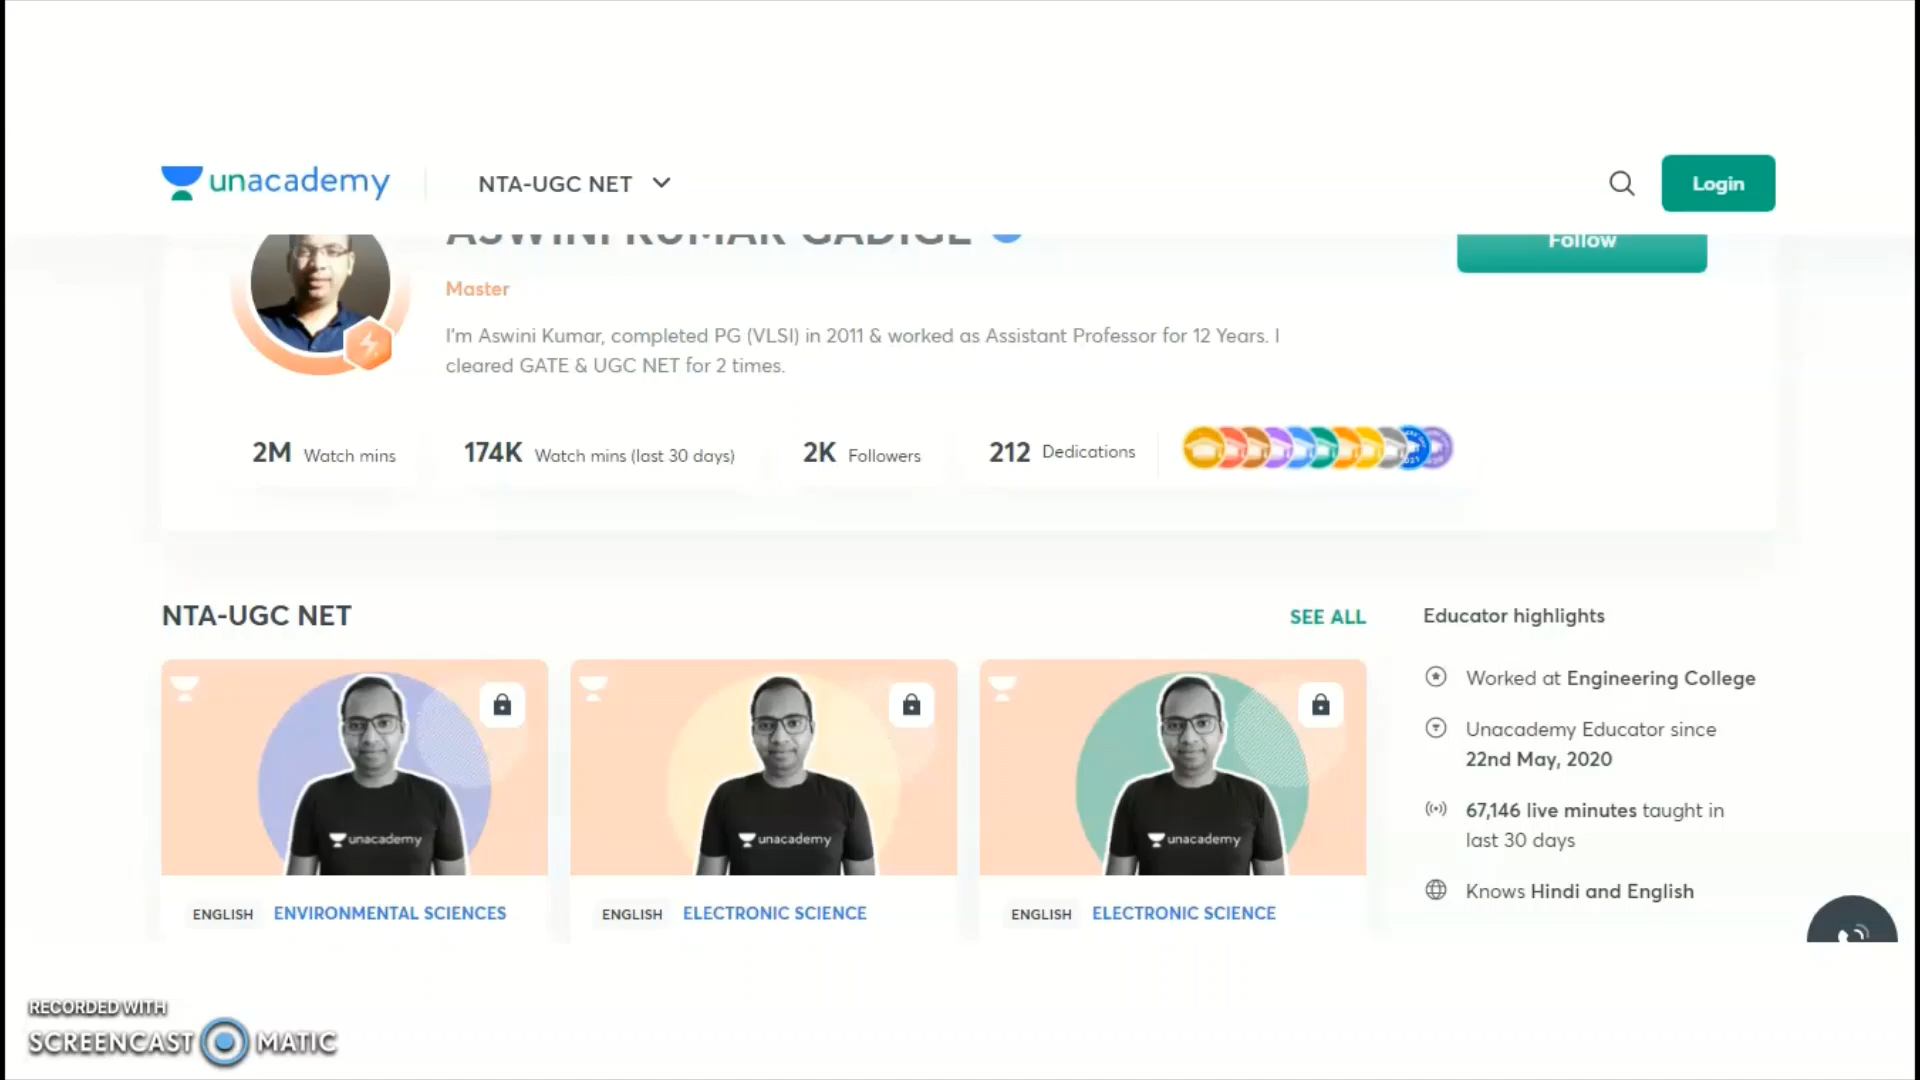 unacademy
NTA-UGC NET
Login
ASWINI KUMAR GADIGE
Follow
Master
I'm Aswini Kumar, completed PG (VLSI) in 2011 & worked as Assistant Professor for 12 Years. I
cleared GATE & UGC NET for 2 times.
2M Watch mins
174K Watch mins (last 30 days)
2K Followers
212 Dedications
NTA-UGC NET
SEE ALL
Educator highlights
unacademy
unacademy
unacademy
ENGLISH ENVIRONMENTAL SCIENCES
ENGLISH ELECTRONIC SCIENCE
ENGLISH ELECTRONIC SCIENCE
Worked at Engineering College
Unacademy Educator since
22nd May, 2020
67,146 live minutes taught in
last 30 days
Knows Hindi and English
RECORDED WITH
SCREENCAST MATIC